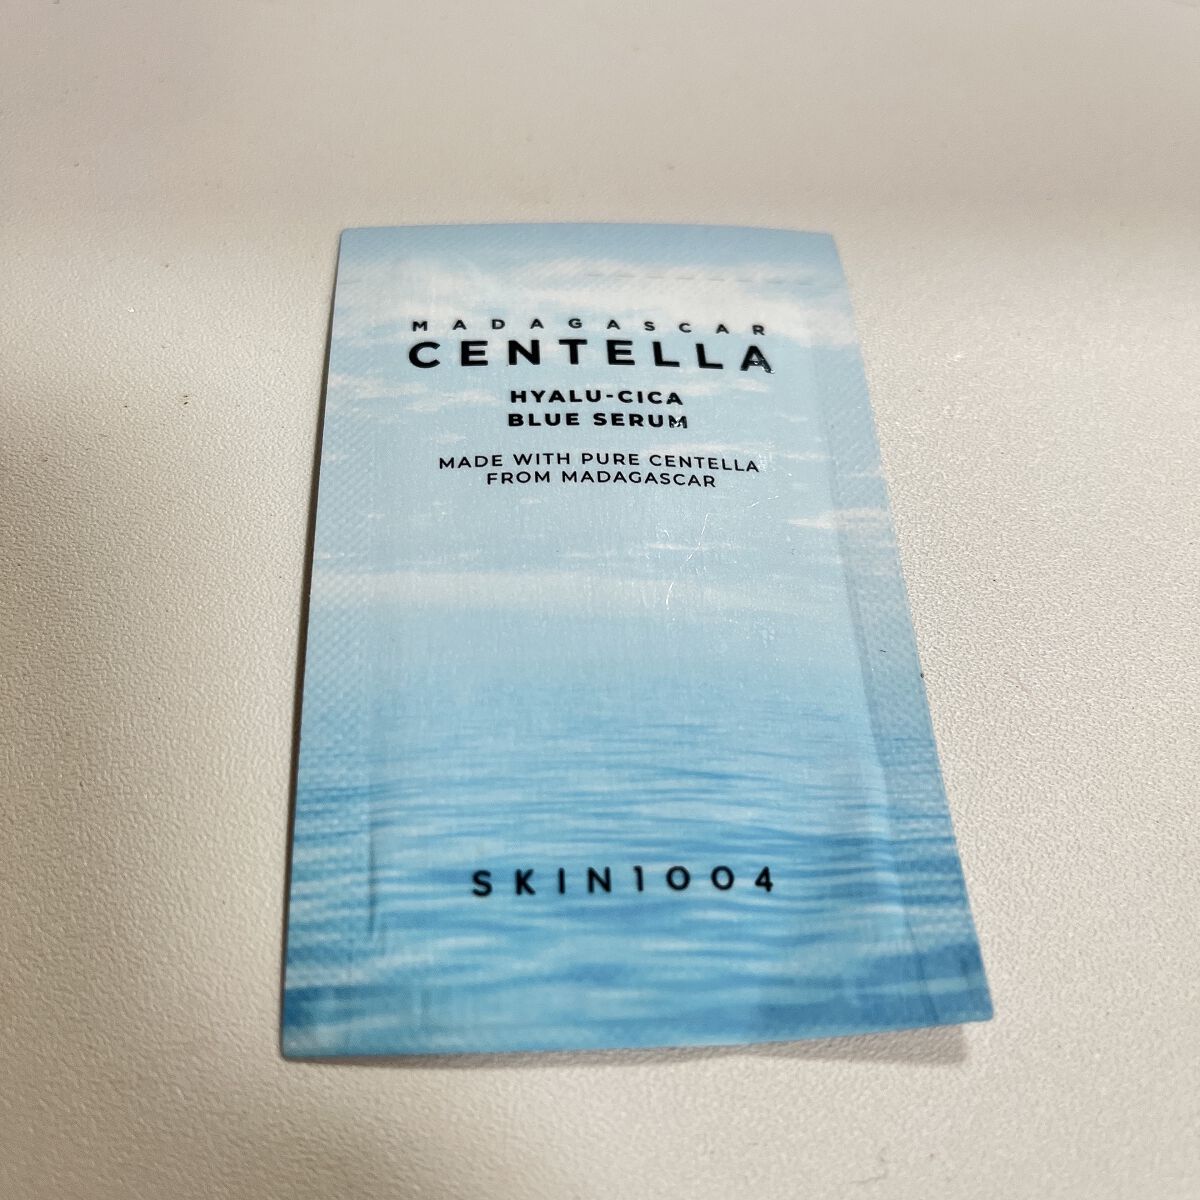 MADAGASCAR
CENTELLA
HYALU-CICA
BLUE SERUM
MADE WITH PURE CENTELLA
FROM MADAGASCAR
SKIN1004